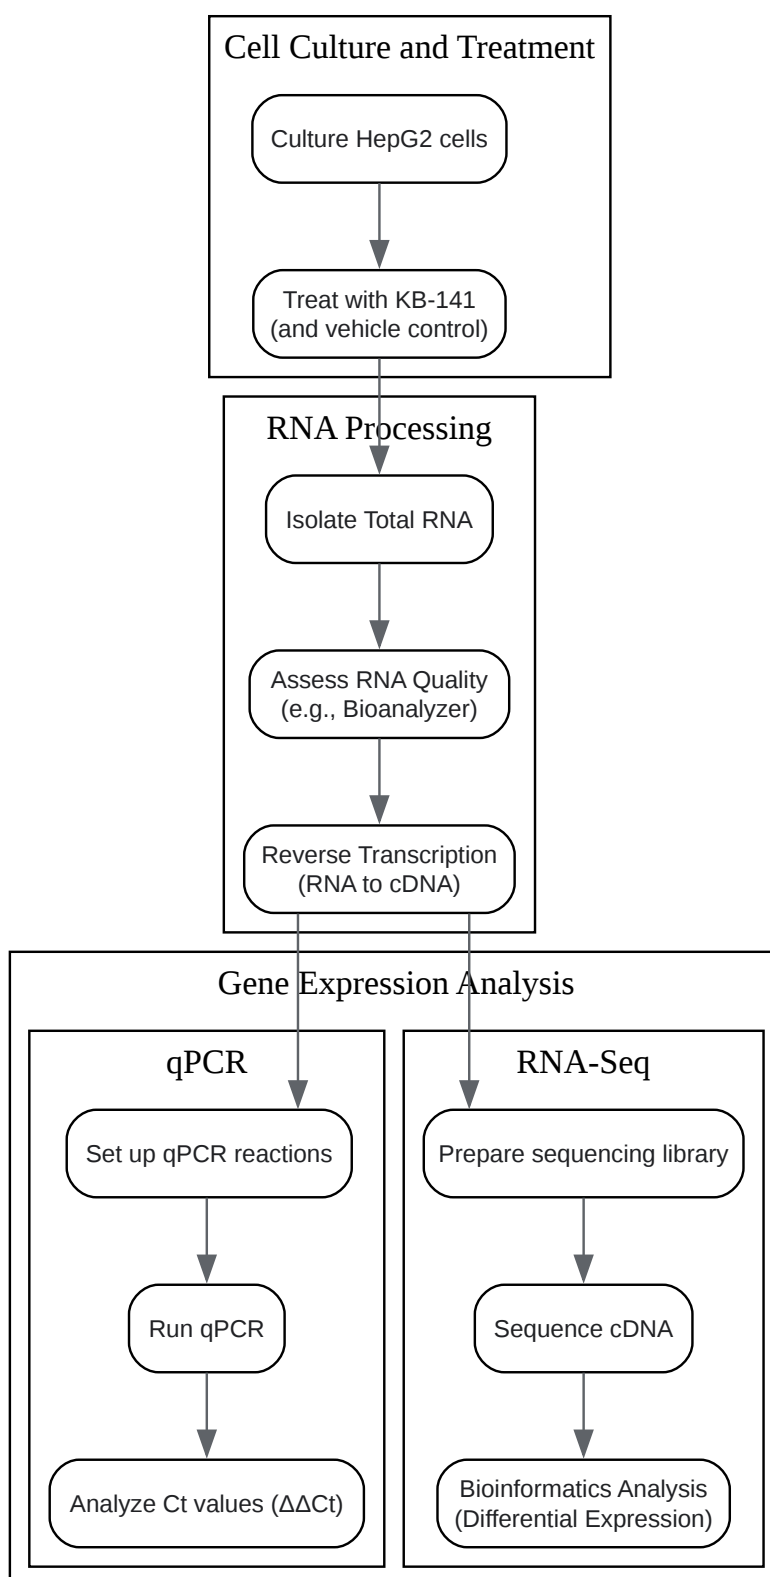 Cell Culture and Treatment
Culture HepG2 cells
Treat with KB-141
(and vehicle control)
RNA Processing
Isolate Total RNA
Assess RNA Quality
(e.g., Bioanalyzer)
Reverse Transcription
(RNA to cDNA)
Gene Expression Analysis
qPCR
Set up qPCR reactions
Run qPCR
Analyze Ct values (ΔΔCt)
RNA-Seq
Prepare sequencing library
Sequence cDNA
Bioinformatics Analysis
(Differential Expression)